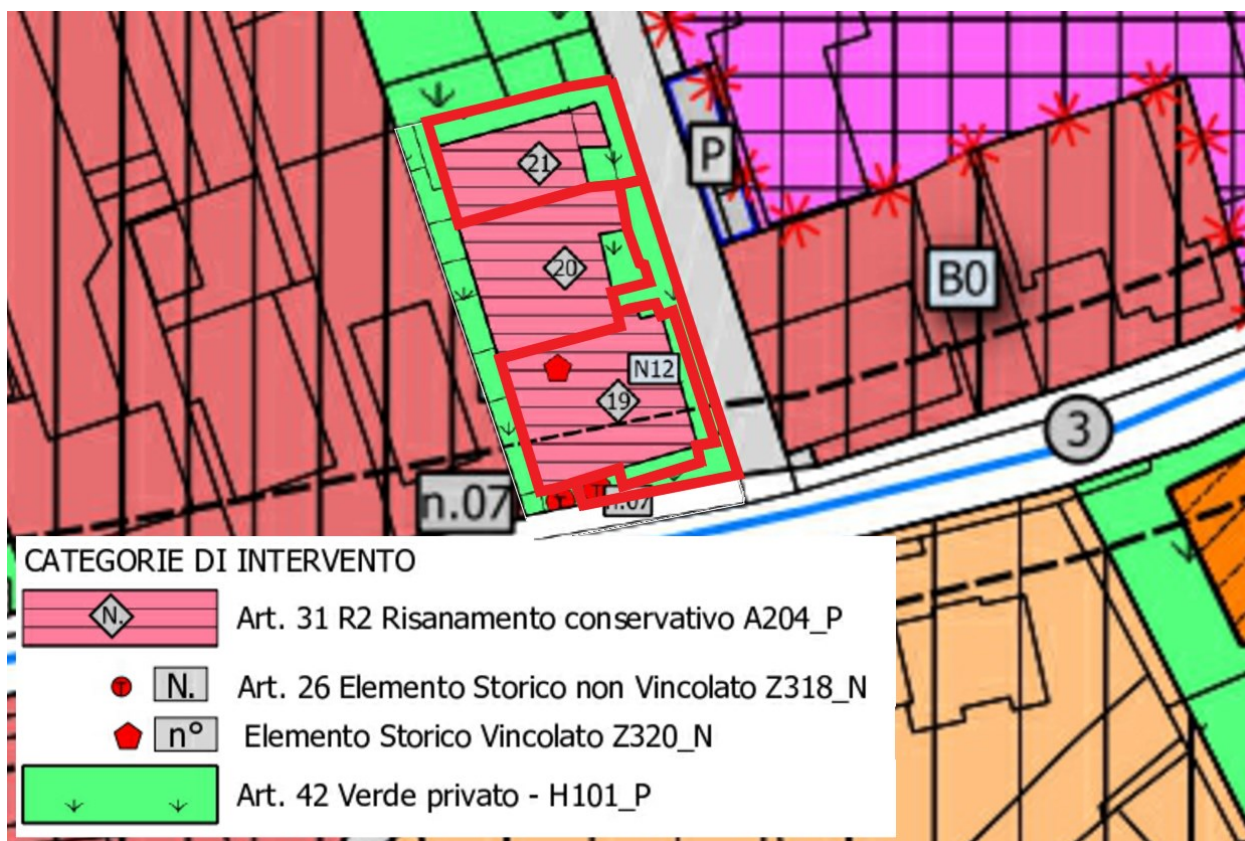 P
21
20
B0
N12
19
3
n.07
n.07
CATEGORIE DI INTERVENTO
N. Art. 31 R2 Risanamento conservativo A204_P
T N. Art. 26 Elemento Storico non Vincolato Z318_N
n° Elemento Storico Vincolato Z320_N
Art. 42 Verde privato - H101_P